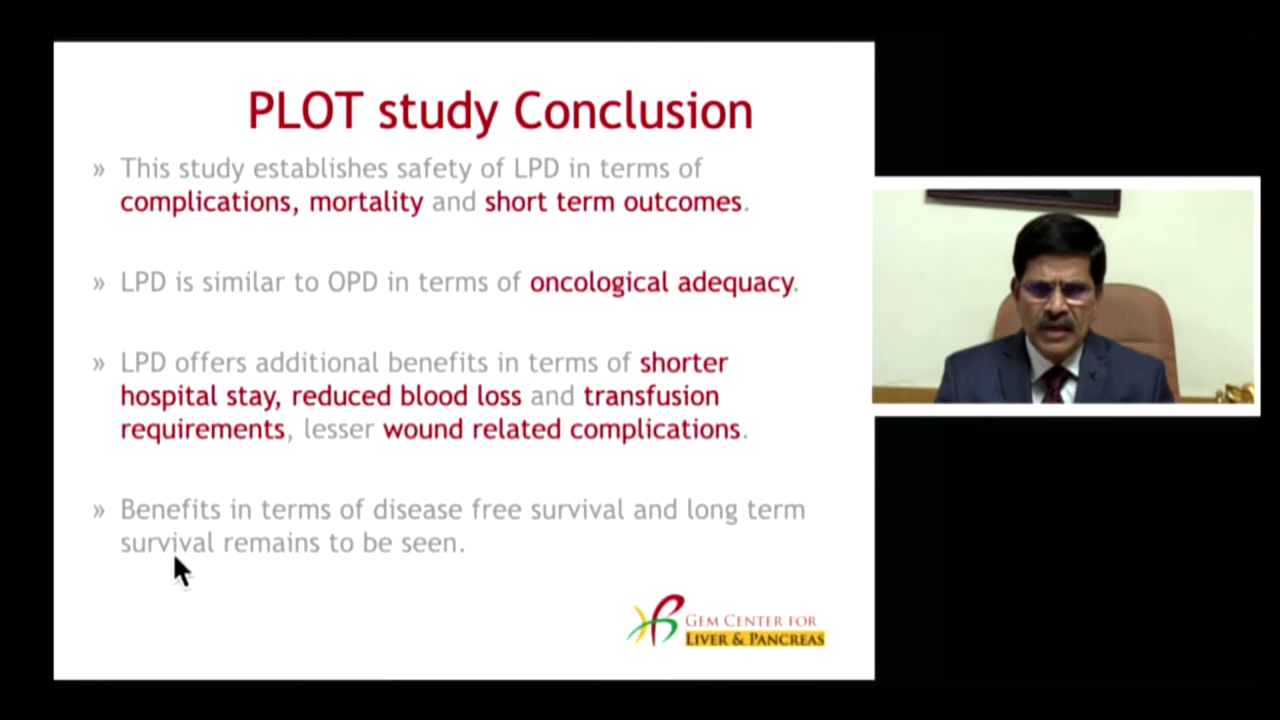 PLOT study Conclusion
» This study establishes safety of LPD in terms of
complications, mortality and short term outcomes.
» LPD is similar to OPD in terms of oncological adequacy.
» LPD offers additional benefits in terms of shorter
hospital stay, reduced blood loss and transfusion
requirements, lesser wound related complications.
» Benefits in terms of disease free survival and long term
survival remains to be seen.
GEM CENTER FOR
LIVER & PANCREAS